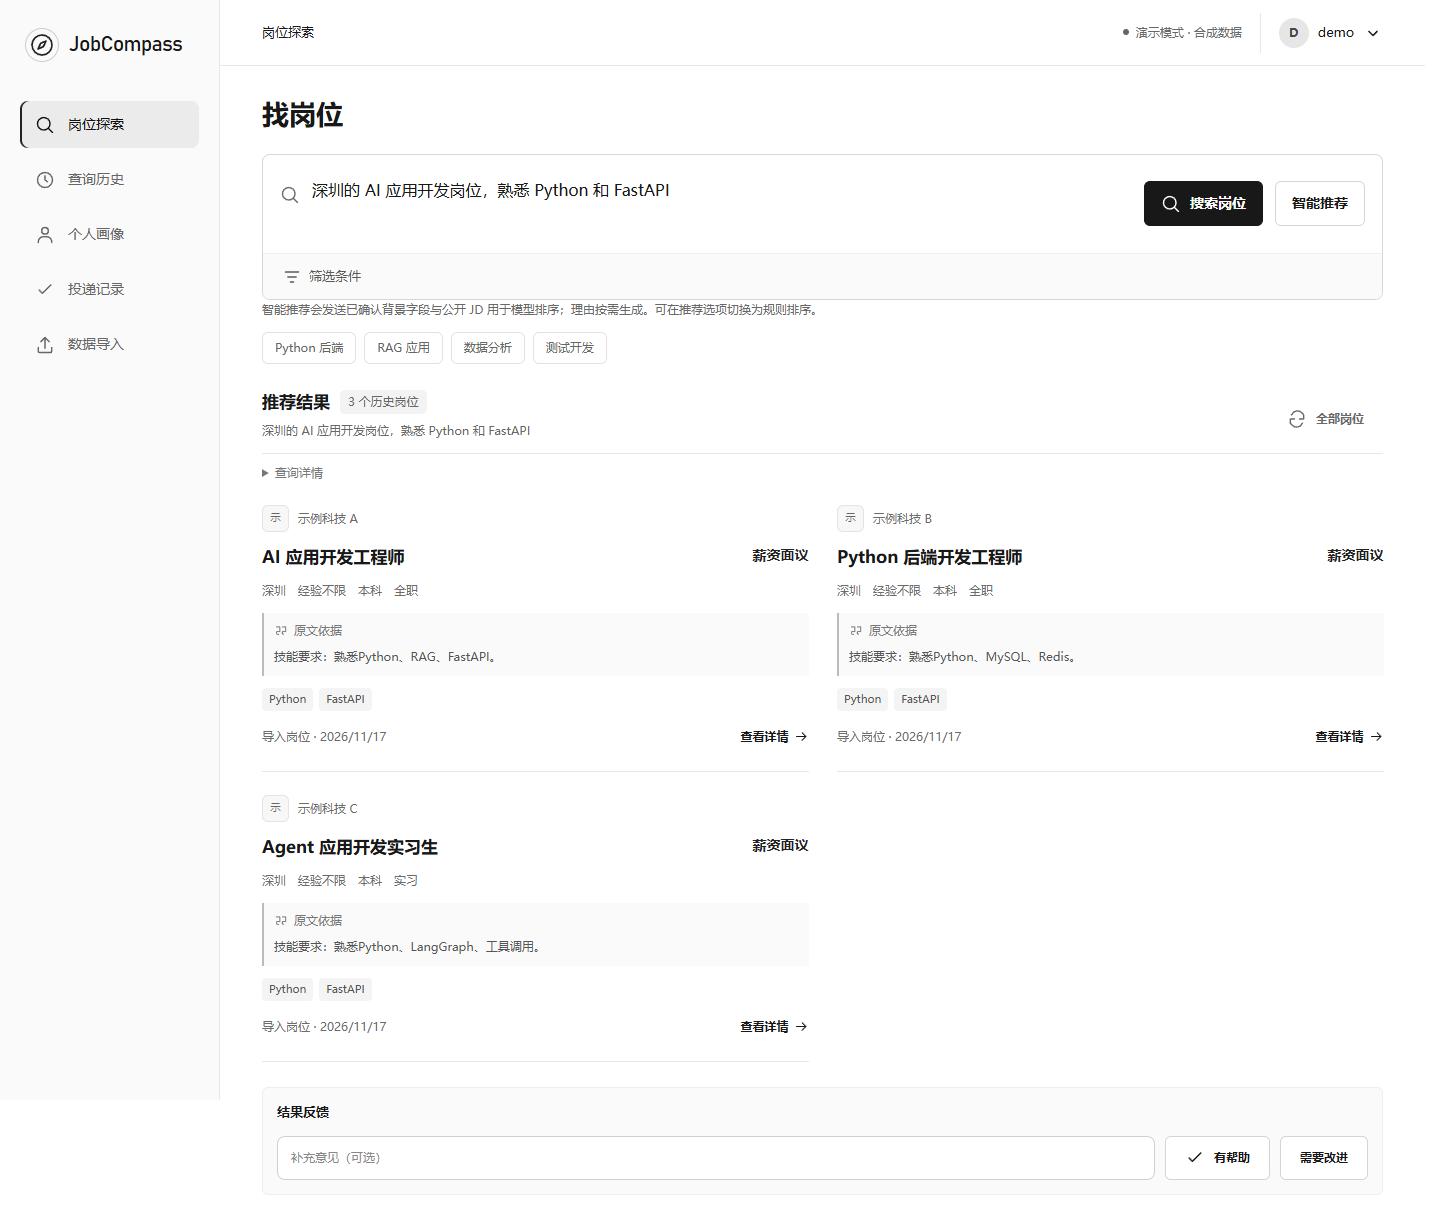 JobCompass
岗位探索
查询历史
个人画像
投递记录
数据导入
岗位探索
演示模式 · 合成数据
D
demo
找岗位
深圳的 AI 应用开发岗位，熟悉 Python 和 FastAPI
搜索岗位
智能推荐
筛选条件
智能推荐会发送已确认背景字段与公开 JD 用于模型排序；理由按需生成。可在推荐选项切换为规则排序。
Python 后端
RAG 应用
数据分析
测试开发
推荐结果
3 个历史岗位
深圳的 AI 应用开发岗位，熟悉 Python 和 FastAPI
全部岗位
查询详情
示
示例科技 A
AI 应用开发工程师
薪资面议
深圳 经验不限 本科 全职
原文依据
技能要求：熟悉Python、RAG、FastAPI。
Python
FastAPI
导入岗位 · 2026/11/17
查看详情 →
示
示例科技 B
Python 后端开发工程师
薪资面议
深圳 经验不限 本科 全职
原文依据
技能要求：熟悉Python、MySQL、Redis。
Python
FastAPI
导入岗位 · 2026/11/17
查看详情 →
示
示例科技 C
Agent 应用开发实习生
薪资面议
深圳 经验不限 本科 实习
原文依据
技能要求：熟悉Python、LangGraph、工具调用。
Python
FastAPI
导入岗位 · 2026/11/17
查看详情 →
结果反馈
补充意见（可选）
有帮助
需要改进